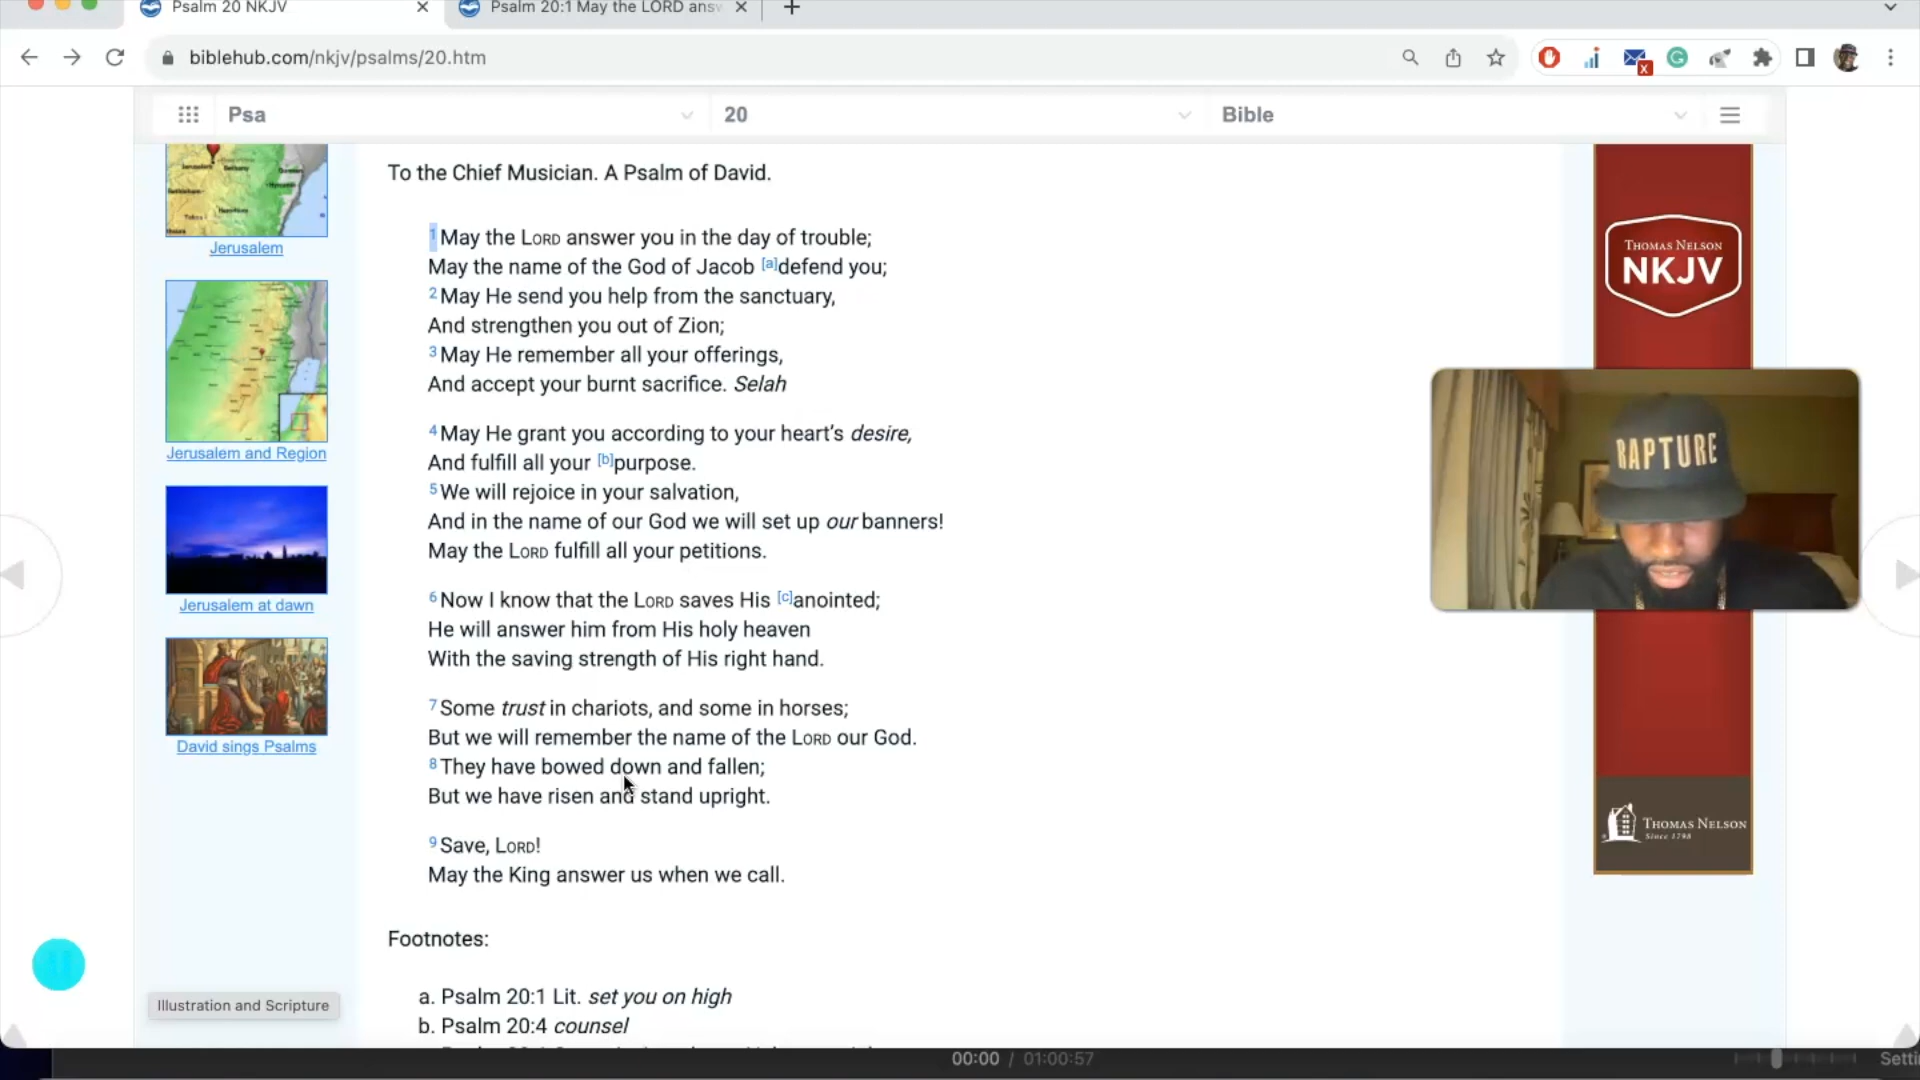 Psalm 20 NKJV
Psalm 20:1 May the LORD answ
biblehub.com/nkjv/psalms/20.htm
Psa
20
Bible
To the Chief Musician. A Psalm of David.
1 May the LORD answer you in the day of trouble;
May the name of the God of Jacob [a]defend you;
2 May He send you help from the sanctuary,
And strengthen you out of Zion;
3 May He remember all your offerings,
And accept your burnt sacrifice. Selah
4 May He grant you according to your heart’s desire,
And fulfill all your [b]purpose.
5 We will rejoice in your salvation,
And in the name of our God we will set up our banners!
May the LORD fulfill all your petitions.
6 Now I know that the LORD saves His [c]anointed;
He will answer him from His holy heaven
With the saving strength of His right hand.
7 Some trust in chariots, and some in horses;
But we will remember the name of the LORD our God.
8 They have bowed down and fallen;
But we have risen and stand upright.
9 Save, LORD!
May the King answer us when we call.
Footnotes:
a. Psalm 20:1 Lit. set you on high
b. Psalm 20:4 counsel
Jerusalem
Jerusalem and Region
Jerusalem at dawn
David sings Psalms
Illustration and Scripture
THOMAS NELSON
NKJV
RAPTURE
THOMAS NELSON
Since 1798
00:00 / 01:00:57